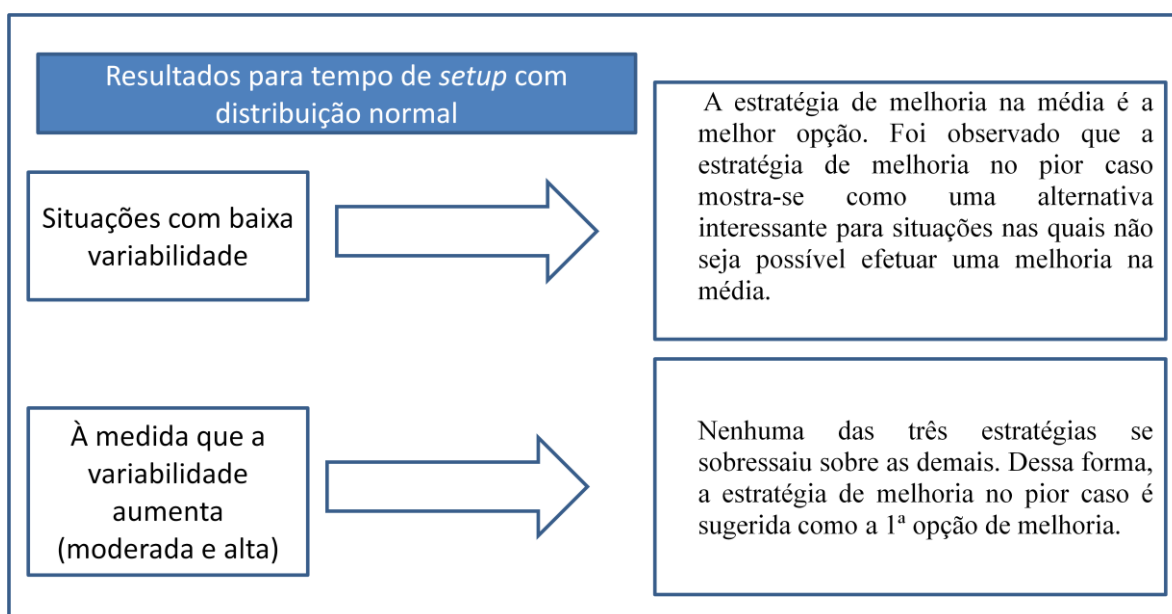 Resultados para tempo de setup com
distribuição normal
Situações com baixa
variabilidade
A estratégia de melhoria na média é a
melhor opção. Foi observado que a
estratégia de melhoria no pior caso
mostra-se como uma alternativa
interessante para situações nas quais não
seja possível efetuar uma melhoria na
média.
À medida que a
variabilidade
aumenta
(moderada e alta)
Nenhuma das três estratégias se
sobressaiu sobre as demais. Dessa forma,
a estratégia de melhoria no pior caso é
sugerida como a 1ª opção de melhoria.